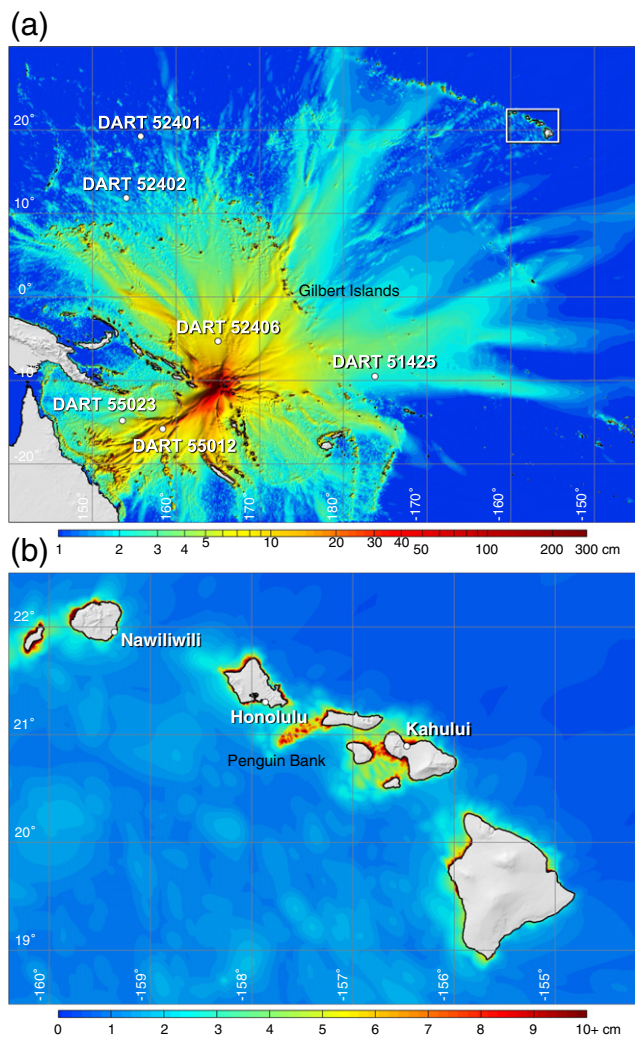 (a)
DART 52401
20°
DART 52402
10°
Gilbert Islands
0°
DART 52406
DART 51425
-10°
DART 55023
DART 55012
-20°
150° 160° 170° 180° -170° -160° -150°
1 2 3 4 5 10 20 30 40 50 100 200 300 cm
(b)
22°
Nawiliwili
Honolulu
21°
Kahului
Penguin Bank
20°
19°
-160° -159° -158° -157° -156° -155°
0 1 2 3 4 5 6 7 8 9 10+ cm